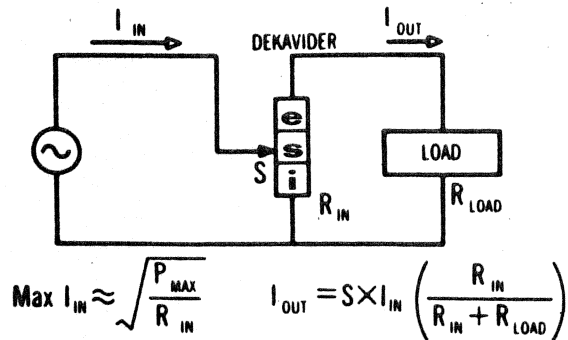 I IN
DEKAVIDER
I OUT
e
s
S
i
LOAD
R IN
R LOAD
Max I IN ≈ √ P MAX / R IN
I OUT = S × I IN ( R IN / R IN + R LOAD )